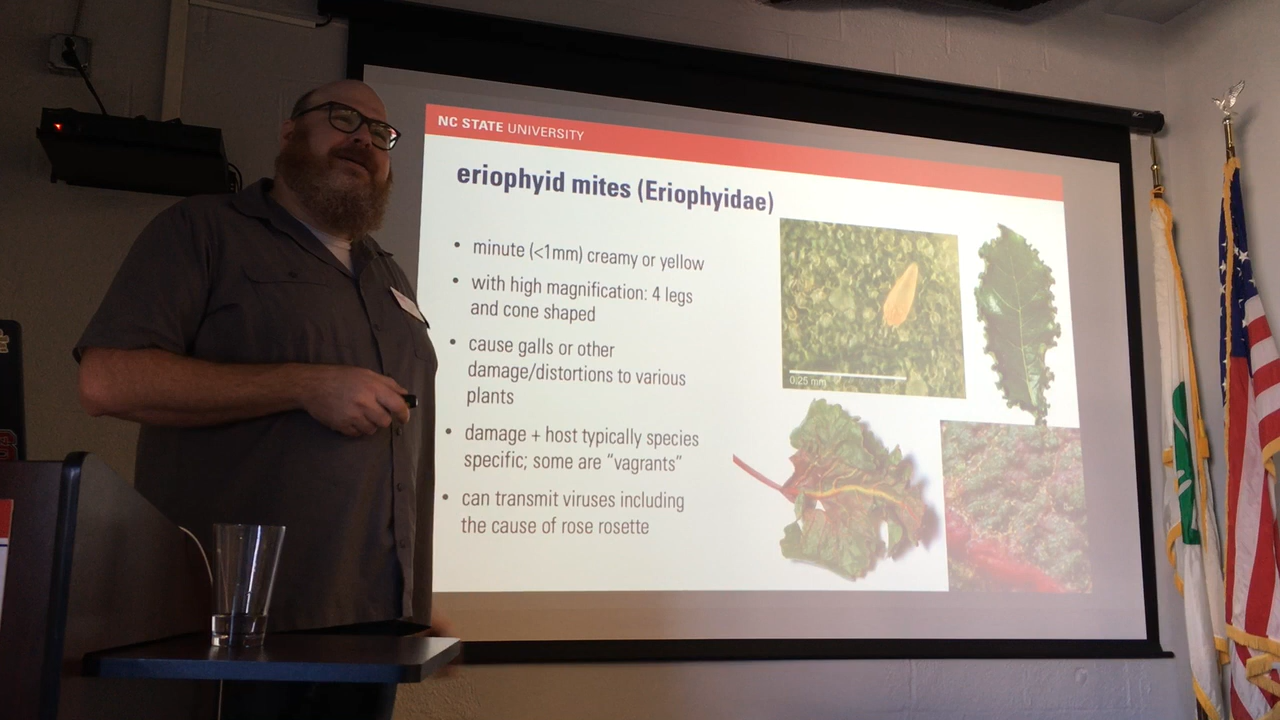 NC STATE UNIVERSITY
eriophyid mites (Eriophyidae)
• minute (<1mm) creamy or yellow
• with high magnification: 4 legs
and cone shaped
• cause galls or other
damage/distortions to various
plants
• damage + host typically species
specific; some are “vagrants”
• can transmit viruses including
the cause of rose rosette
0.25 mm